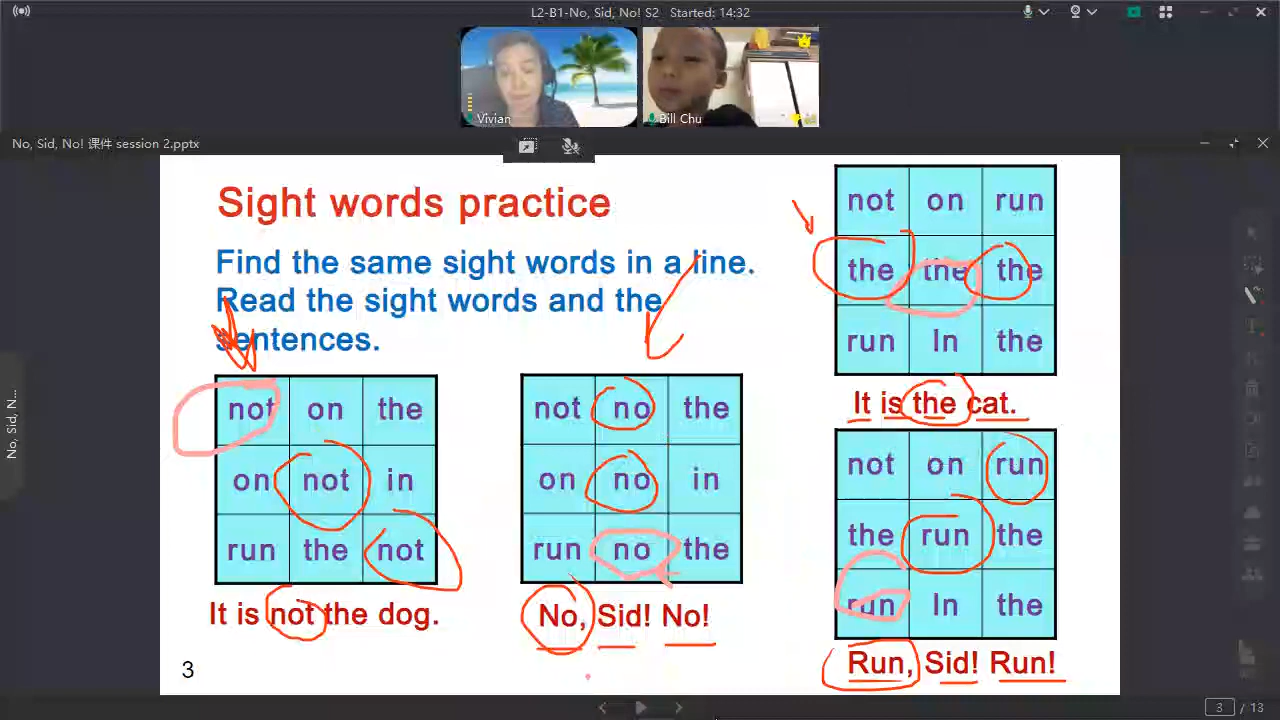 L2-B1-No, Sid, No! S2 Started: 14:32
Vivian
Bill Chu
No, Sid, No! 课件 session 2.pptx
Sight words practice
Find the same sight words in a line.
Read the sight words and the
sentences.
not on the
on not in
run the not
It is not the dog.
not no the
on no in
run no the
No, Sid! No!
not on run
the the the
run In the
It is the cat.
not on run
the run the
run In the
Run, Sid! Run!
3
No, Sid, N...
3 / 13